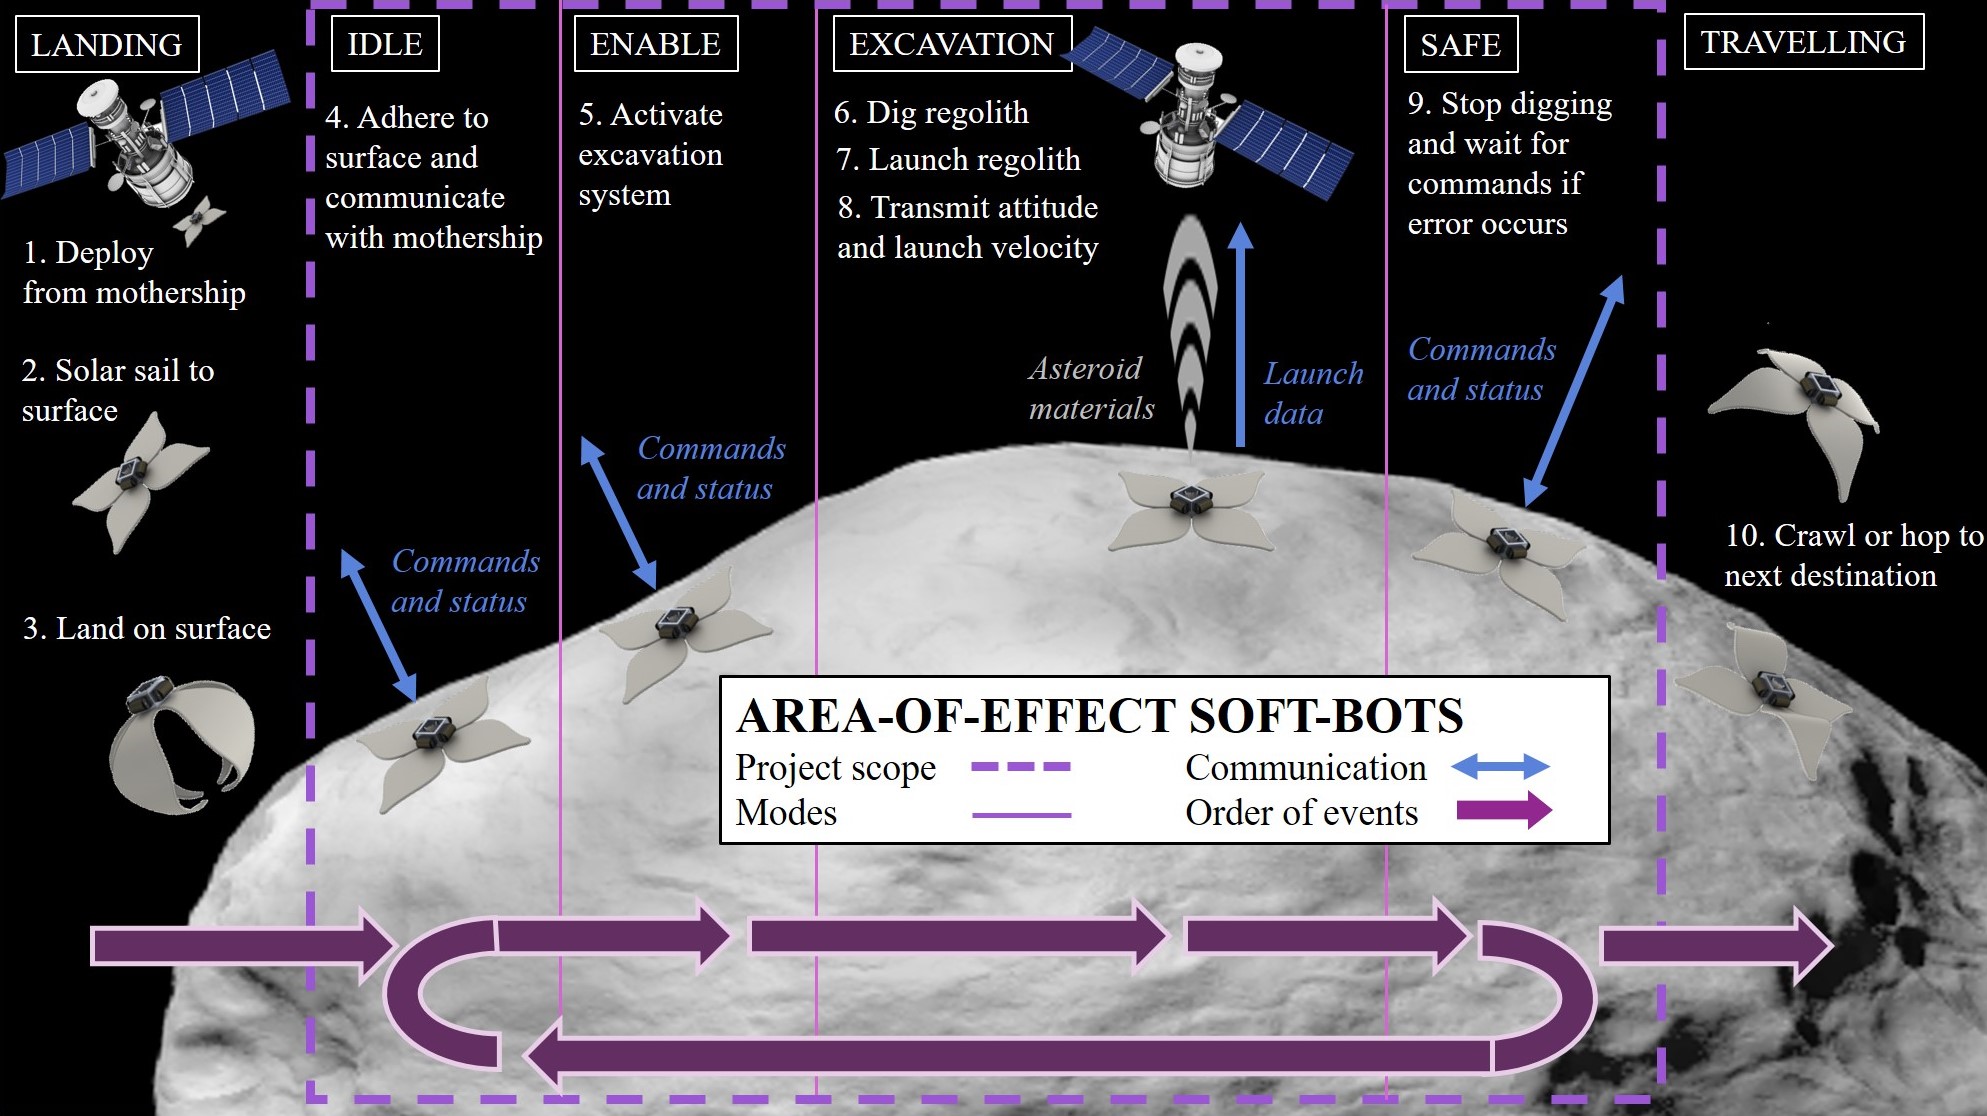 LANDING
1. Deploy
from mothership
2. Solar sail to
surface
3. Land on surface
IDLE
4. Adhere to
surface and
communicate
with mothership
Commands
and status
ENABLE
5. Activate
excavation
system
Commands
and status
EXCAVATION
6. Dig regolith
7. Launch regolith
8. Transmit attitude
and launch velocity
Asteroid
materials
Launch
data
SAFE
9. Stop digging
and wait for
commands if
error occurs
Commands
and status
TRAVELLING
10. Crawl or hop to
next destination
AREA-OF-EFFECT SOFT-BOTS
Project scope
Communication
Modes
Order of events